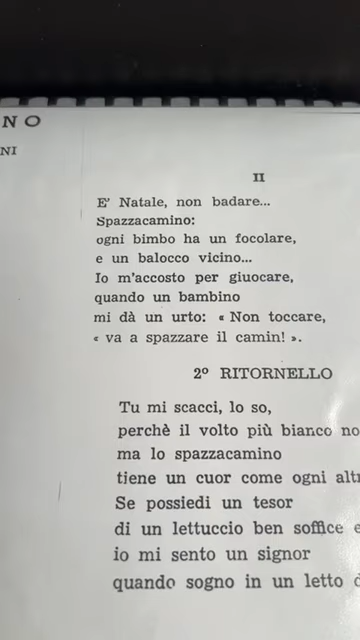 NO
NI
II
E' Natale, non badare...
Spazzacamino:
ogni bimbo ha un focolare,
e un balocco vicino...
Io m'accosto per giuocare,
quando un bambino
mi dà un urto: « Non toccare,
« va a spazzare il camin! ».
2º RITORNELLO
Tu mi scacci, lo so,
perchè il volto più bianco no
ma lo spazzacamino
tiene un cuor come ogni alt
Se possiedi un tesor
di un lettuccio ben soffice e
io mi sento un signor
quando sogno in un letto d